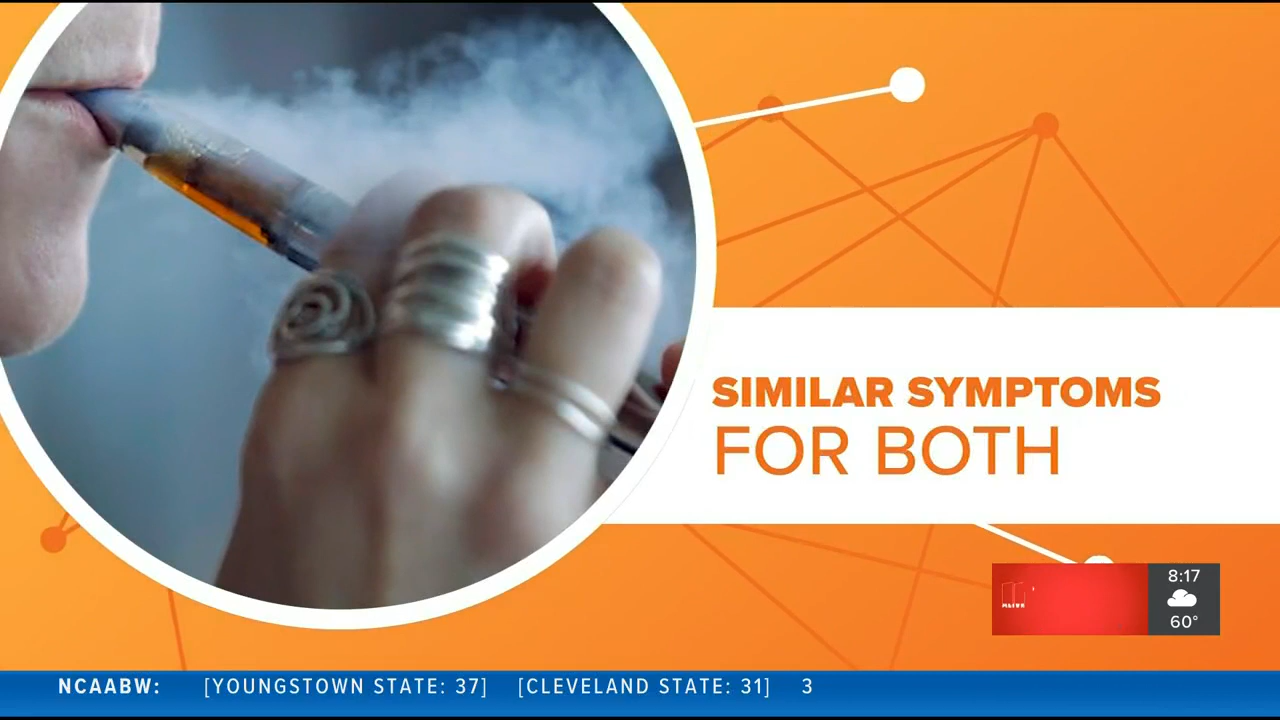 SIMILAR SYMPTOMS
FOR BOTH
8:17
60°
NCAABW: [YOUNGSTOWN STATE: 37] [CLEVELAND STATE: 31] 3